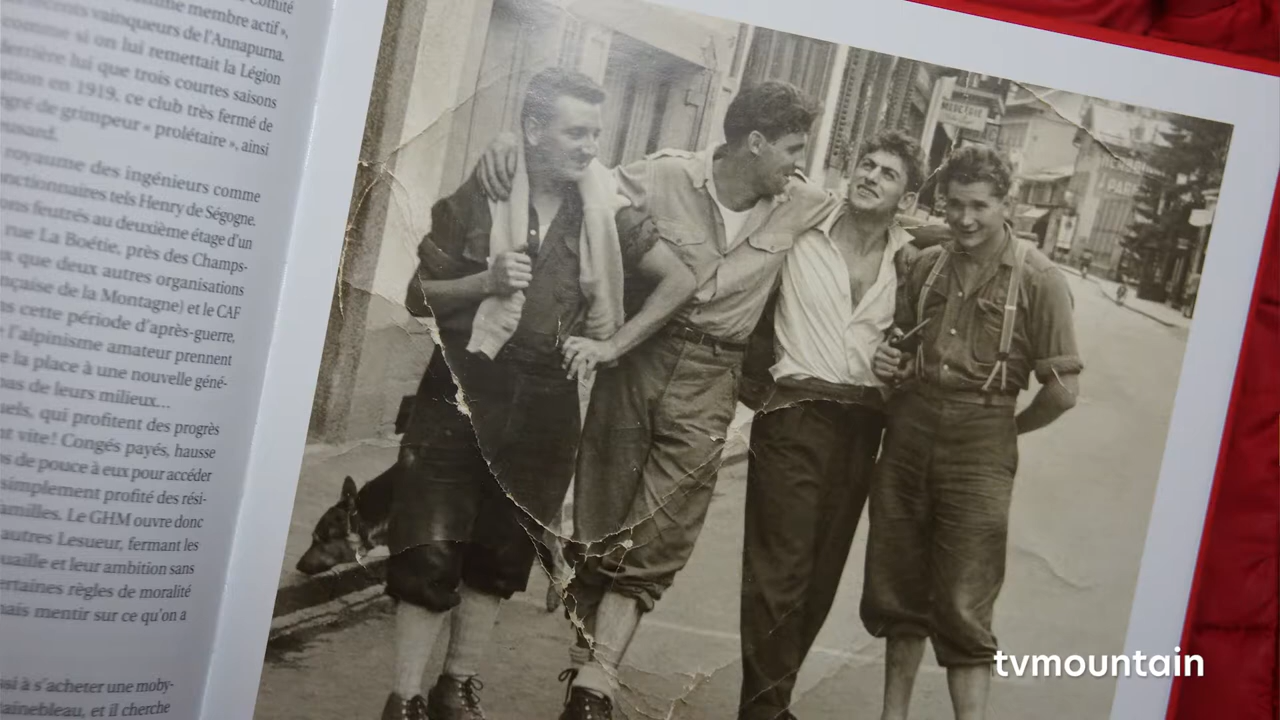 mme membre actif »,
cents vainqueurs de l'Annapurna.
comme si on lui remettait la Légion
derrière lui que trois courtes saisons
ation en 1919, ce club très fermé de
gré de grimpeur « prolétaire », ainsi
royaume des ingénieurs comme
nctionnaires tels Henry de Ségogne.
ons feutrés au deuxième étage d'un
rue La Boétie, près des Champs-
x que deux autres organisations
nçaise de la Montagne) et le CAF
ns cette période d'après-guerre,
l'alpinisme amateur prennent
e la place à une nouvelle géné-
as de leurs milieux...
uels, qui profitent des progrès
nt vite ! Congés payés, hausse
s de pouce à eux pour accéder
simplement profité des rési-
amilles. Le GHM ouvre donc
autres Lesueur, fermant les
uaille et leur ambition sans
ertaines règles de moralité
mais mentir sur ce qu'on a
si à s'acheter une moby-
ainebleau, et il cherche
MERCERIE
tvmountain